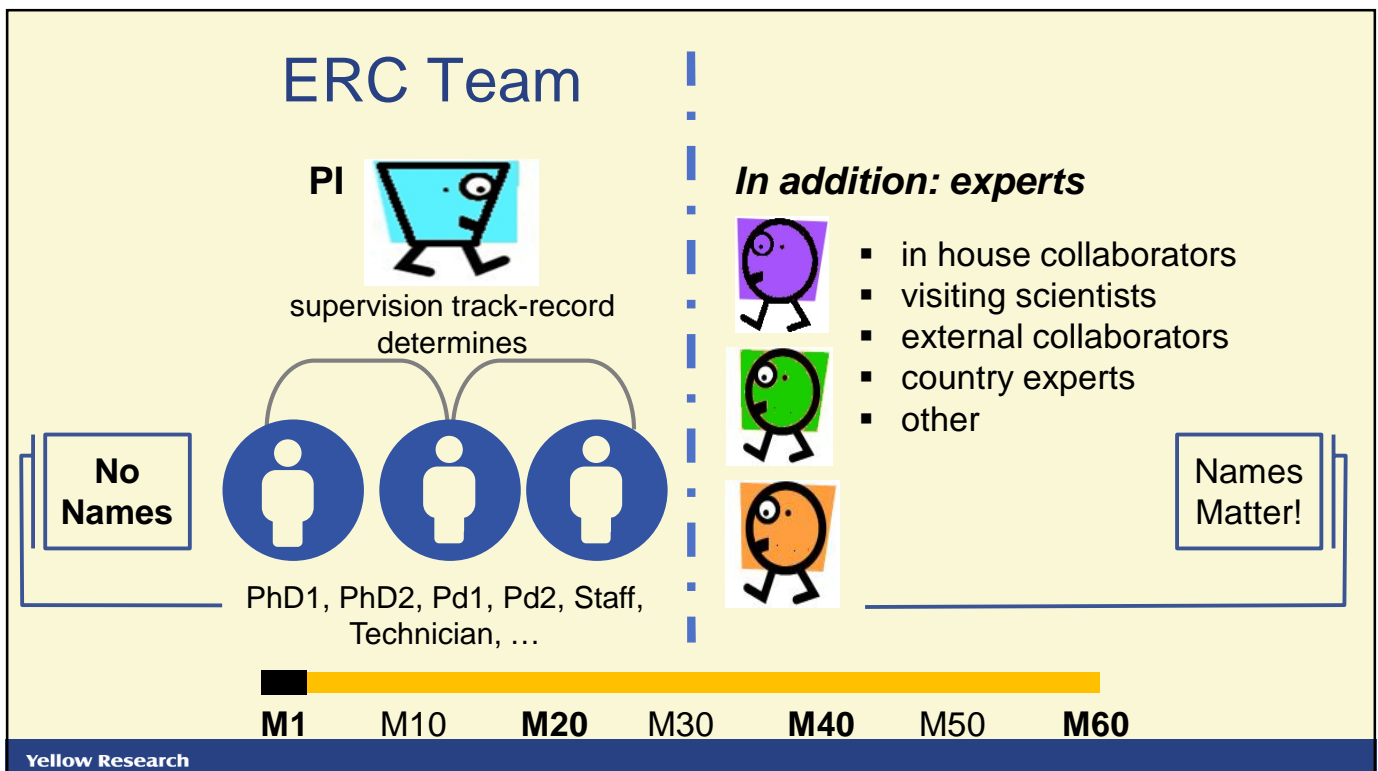 ERC Team
PI
supervision track-record
determines
No
Names
PhD1, PhD2, Pd1, Pd2, Staff,
Technician, …
In addition: experts
▪ in house collaborators
▪ visiting scientists
▪ external collaborators
▪ country experts
▪ other
Names
Matter!
M1 M10 M20 M30 M40 M50 M60
Yellow Research